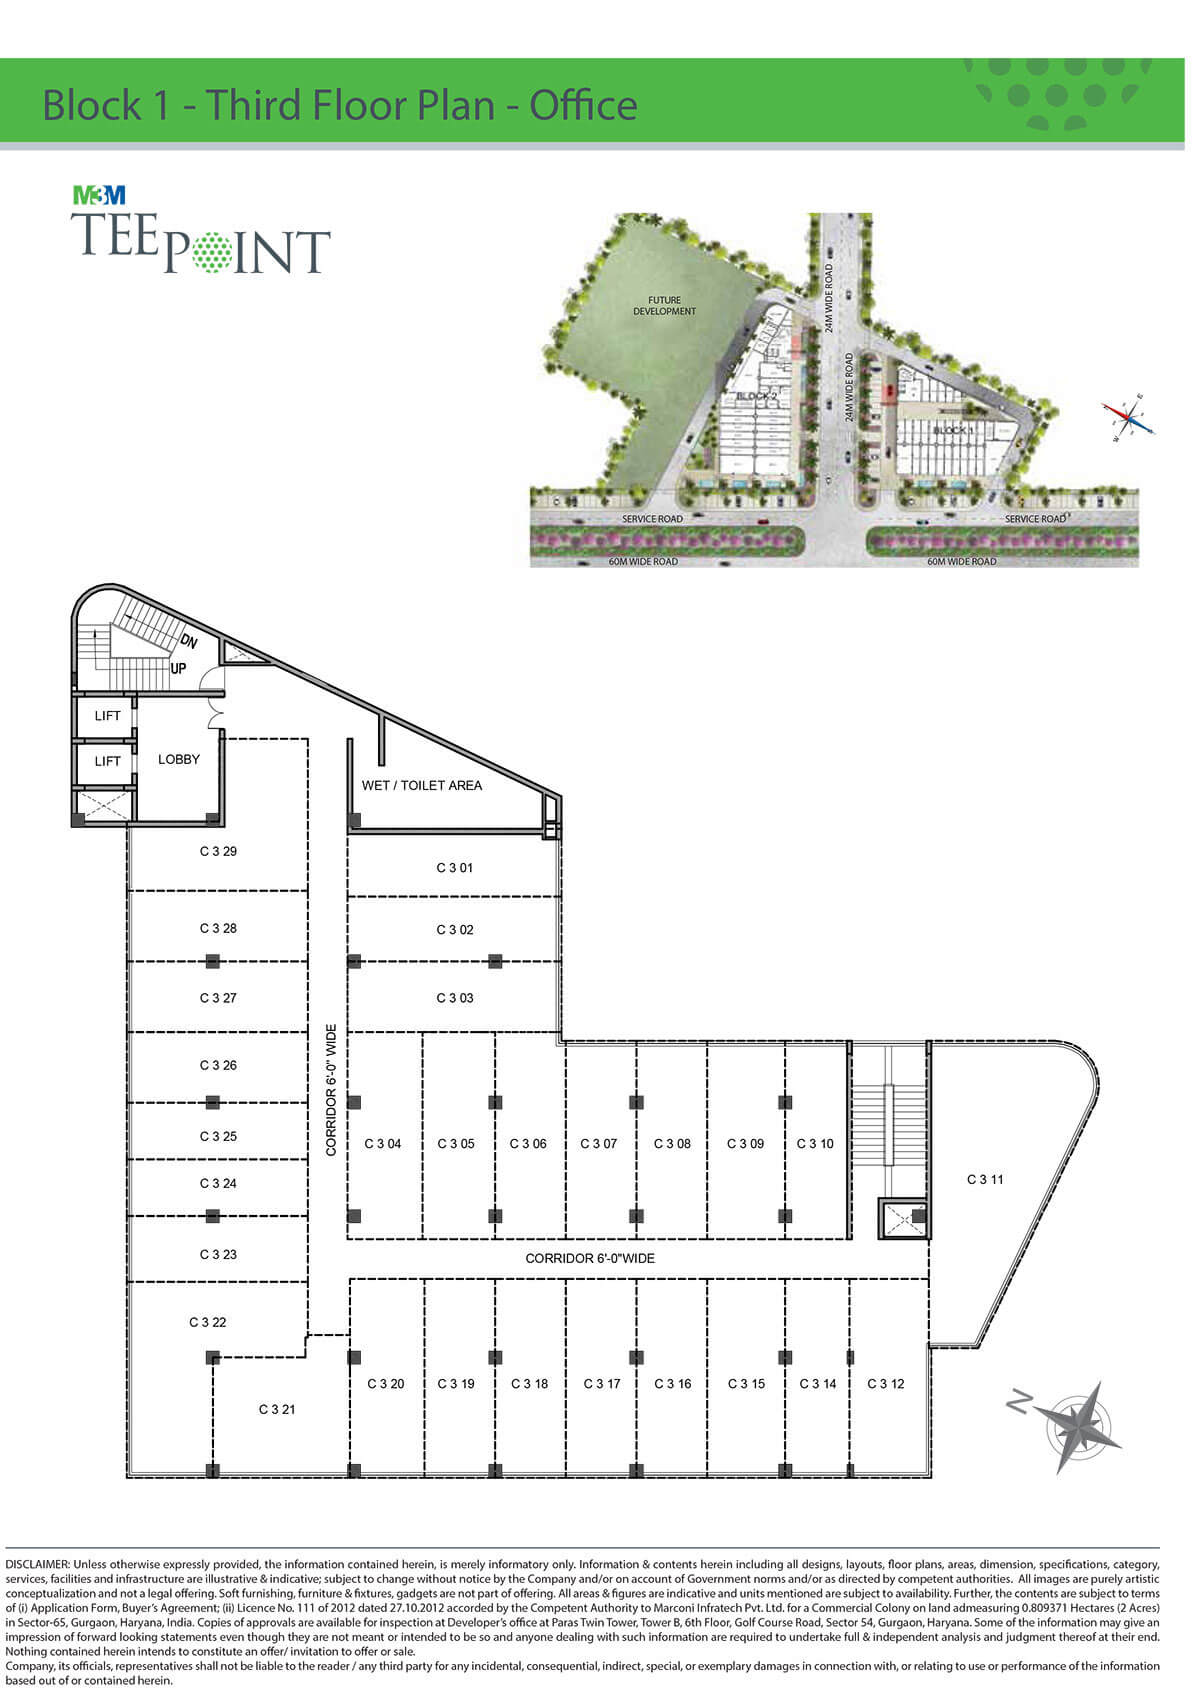 Block 1 - Third Floor Plan - Office
M3M
TEE POINT
FUTURE
DEVELOPMENT
24M WIDE ROAD
24M WIDE ROAD
BLOCK 2
BLOCK 1
E
W
SERVICE ROAD
SERVICE ROAD
60M WIDE ROAD
60M WIDE ROAD
DN
UP
LIFT
LIFT
LOBBY
WET / TOILET AREA
C 3 29
C 3 01
C 3 28
C 3 02
C 3 27
C 3 03
CORRIDOR 6'-0" WIDE
C 3 26
C 3 25
C 3 04
C 3 05
C 3 06
C 3 07
C 3 08
C 3 09
C 3 10
C 3 11
C 3 24
C 3 23
CORRIDOR 6'-0"WIDE
C 3 22
C 3 21
C 3 20
C 3 19
C 3 18
C 3 17
C 3 16
C 3 15
C 3 14
C 3 12
N
DISCLAIMER: Unless otherwise expressly provided, the information contained herein, is merely informatory only. Information & contents herein including all designs, layouts, floor plans, areas, dimension, specifications, category,
services, facilities and infrastructure are illustrative & indicative; subject to change without notice by the Company and/or on account of Government norms and/or as directed by competent authorities. All images are purely artistic
conceptualization and not a legal offering. Soft furnishing, furniture & fixtures, gadgets are not part of offering. All areas & figures are indicative and units mentioned are subject to availability. Further, the contents are subject to terms
of (i) Application Form, Buyer's Agreement; (ii) Licence No. 111 of 2012 dated 27.10.2012 accorded by the Competent Authority to Marconi Infratech Pvt. Ltd. for a Commercial Colony on land admeasuring 0.809371 Hectares (2 Acres)
in Sector-65, Gurgaon, Haryana, India. Copies of approvals are available for inspection at Developer's office at Paras Twin Tower, Tower B, 6th Floor, Golf Course Road, Sector 54, Gurgaon, Haryana. Some of the information may give an
impression of forward looking statements even though they are not meant or intended to be so and anyone dealing with such information are required to undertake full & independent analysis and judgment thereof at their end.
Nothing contained herein intends to constitute an offer/ invitation to offer or sale.
Company, its officials, representatives shall not be liable to the reader / any third party for any incidental, consequential, indirect, special, or exemplary damages in connection with, or relating to use or performance of the information
based out of or contained herein.